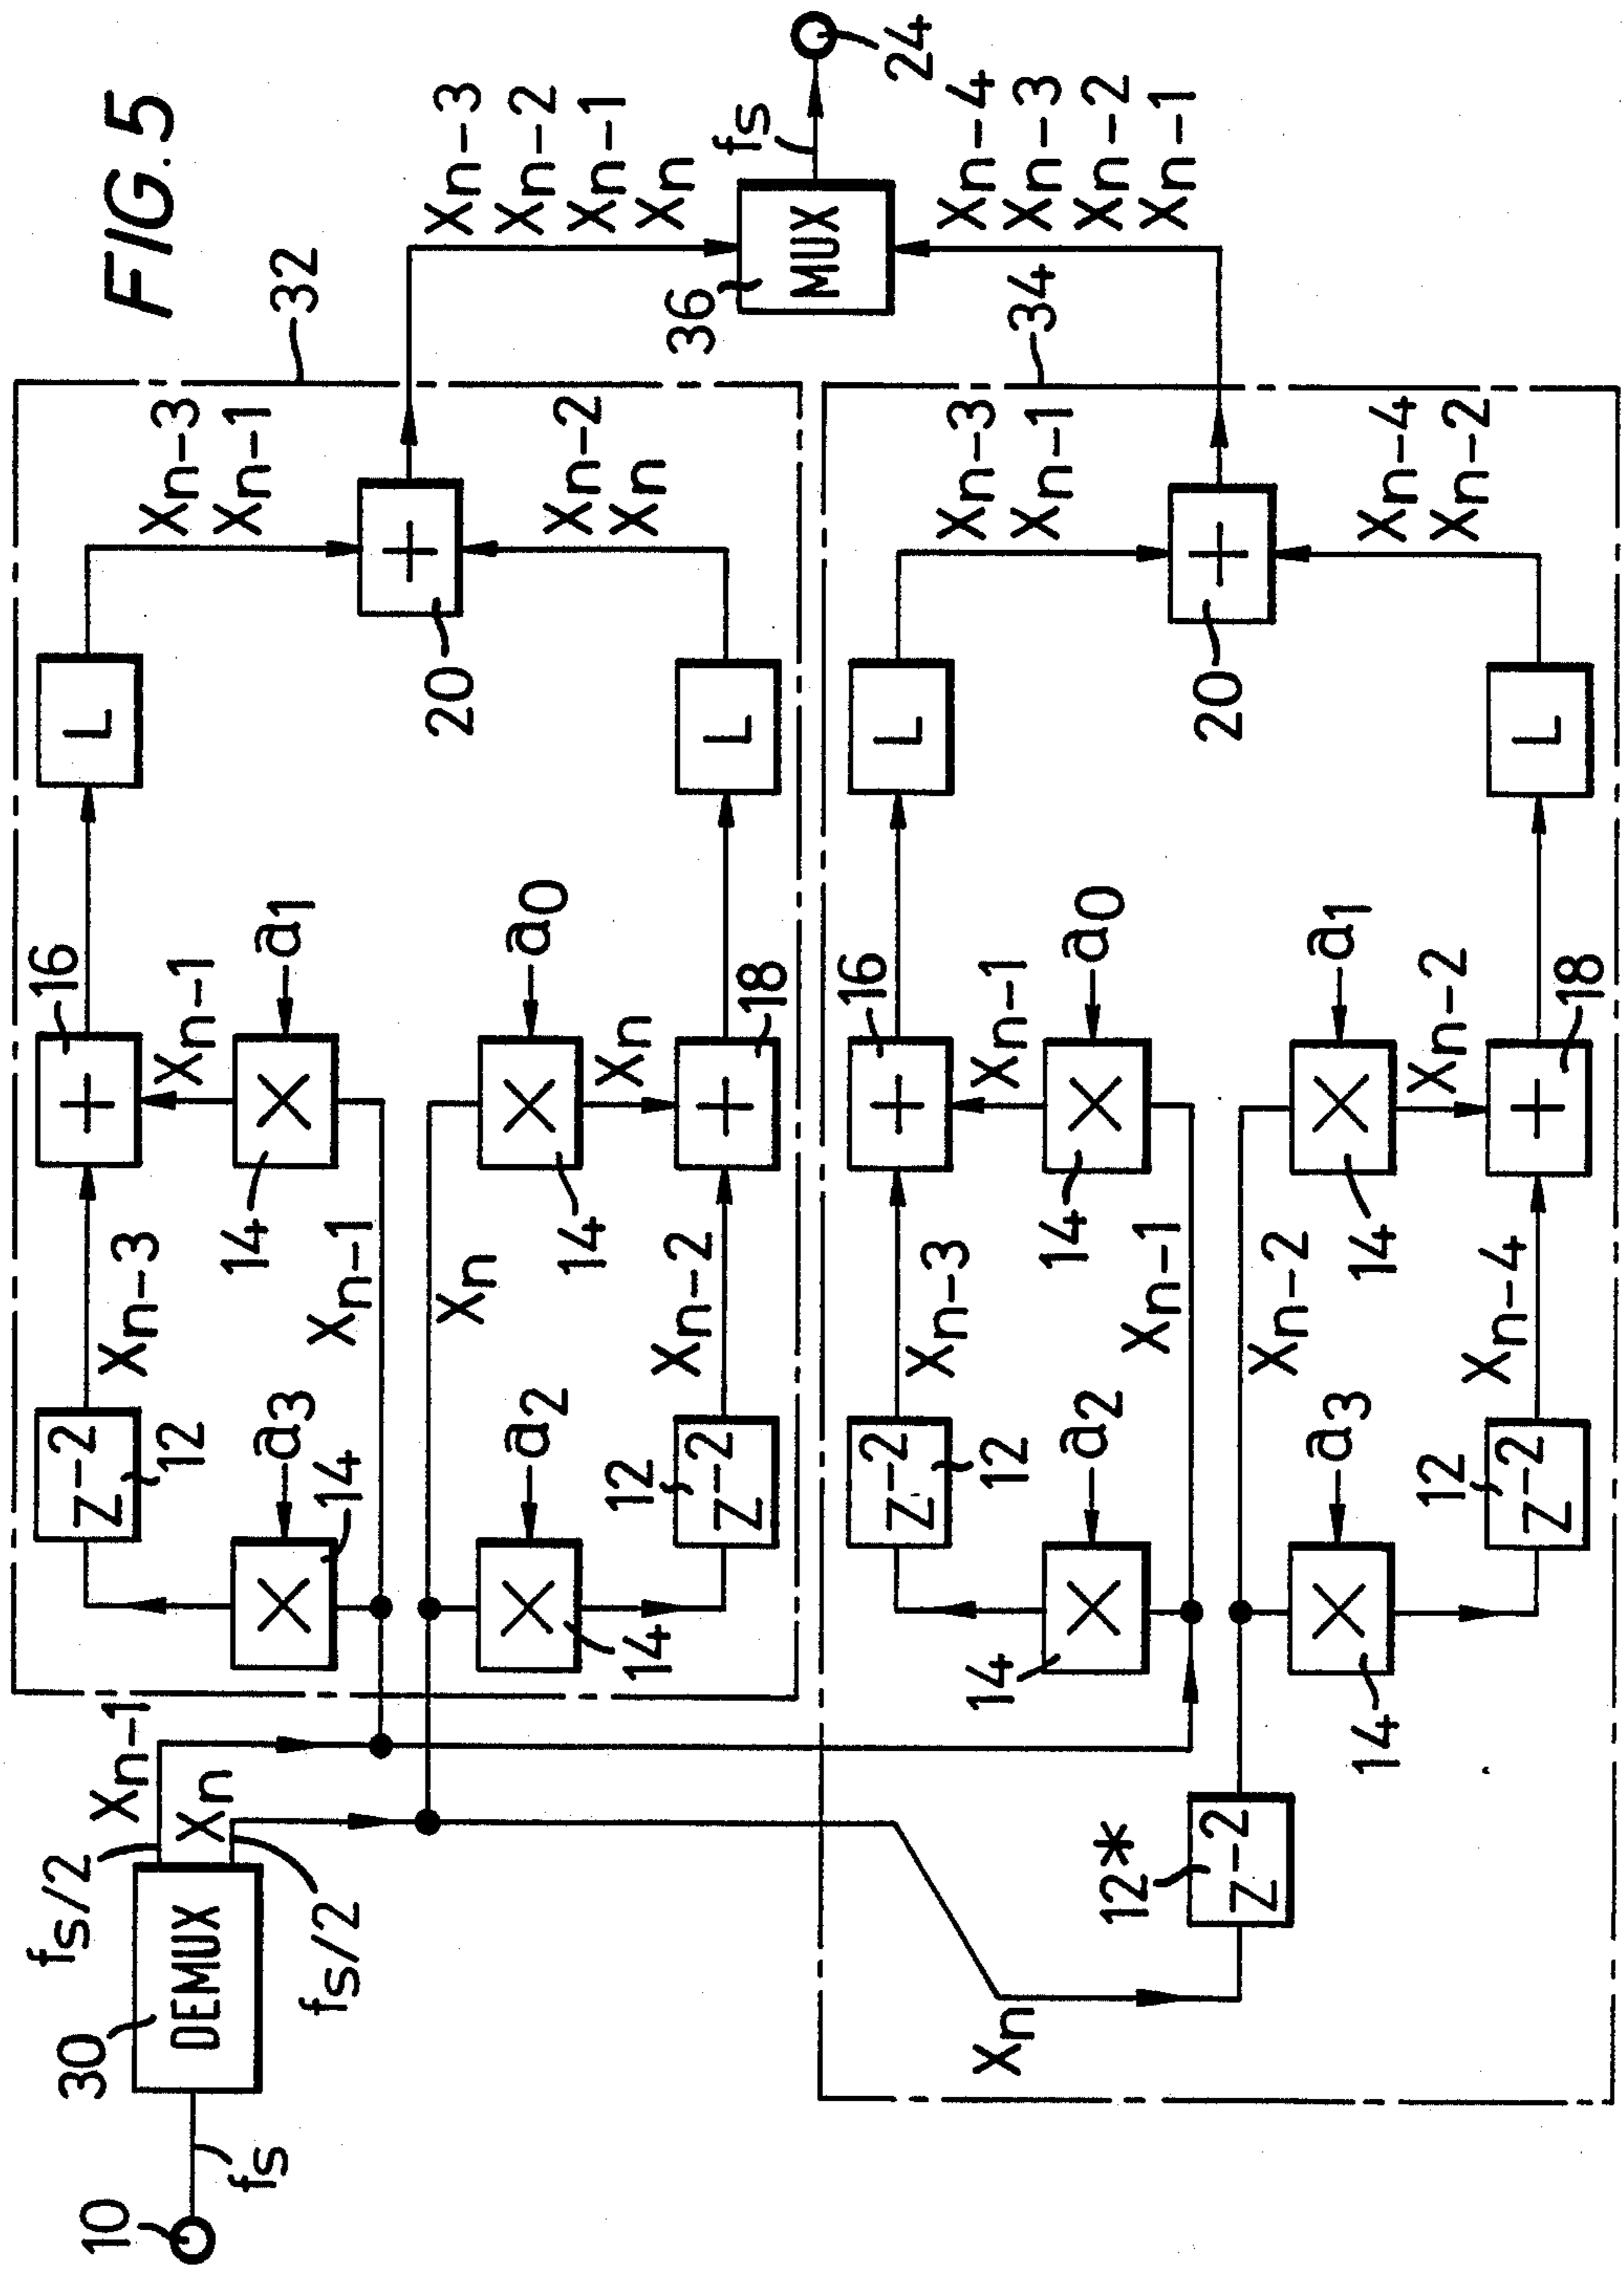 FIG. 5
10
fs
30
DEMUX
fs/2
fs/2
Xn-1
Xn
32
a3
14
Z-2
12
Xn-3
Xn-1
14
a1
Xn-1
16
+
L
Xn-3
Xn-1
a2
14
Z-2
12
Xn
Xn-2
14
a0
Xn
18
+
L
Xn-2
Xn
20
+
Xn-3
Xn-2
Xn-1
Xn
36
MUX
fs
24
34
Xn
12*
Z-2
14
a2
Z-2
12
Xn-3
Xn-1
14
a0
Xn-1
16
+
L
Xn-3
Xn-1
14
a3
12
Z-2
Xn-2
Xn-4
14
a1
Xn-2
18
+
L
Xn-4
Xn-2
20
+
Xn-4
Xn-3
Xn-2
Xn-1